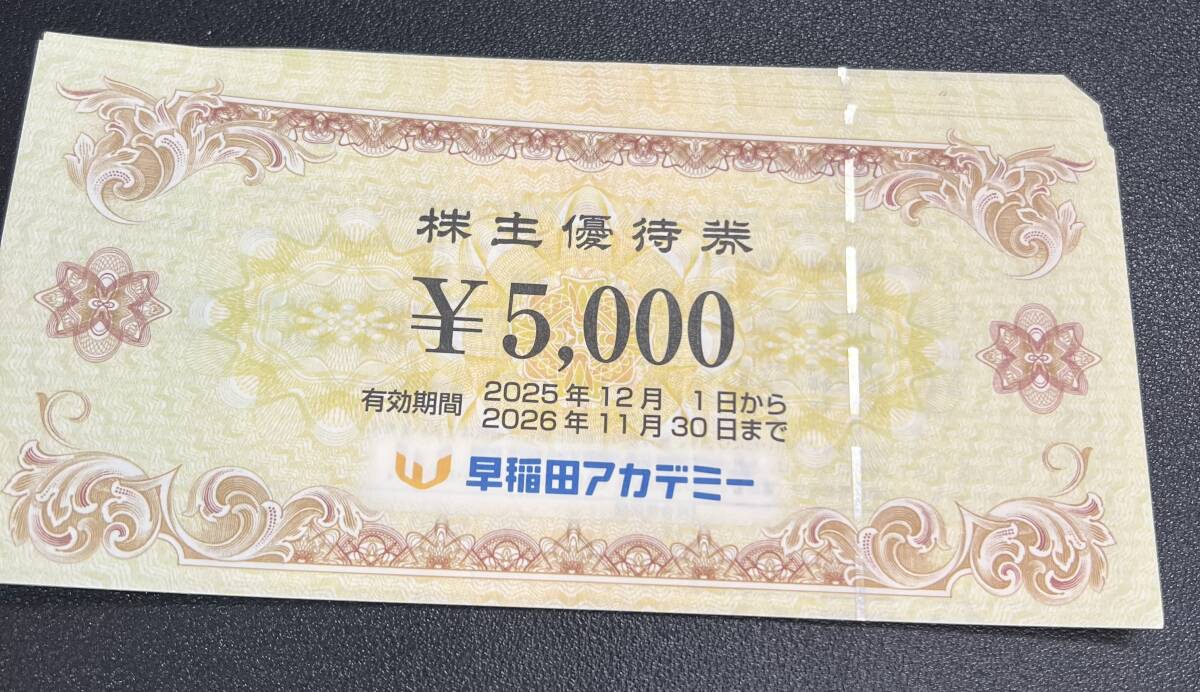 株主優待券
¥5,000
有効期間 2025年12月 1日から
2026年11月30日まで
早稲田アカデミー